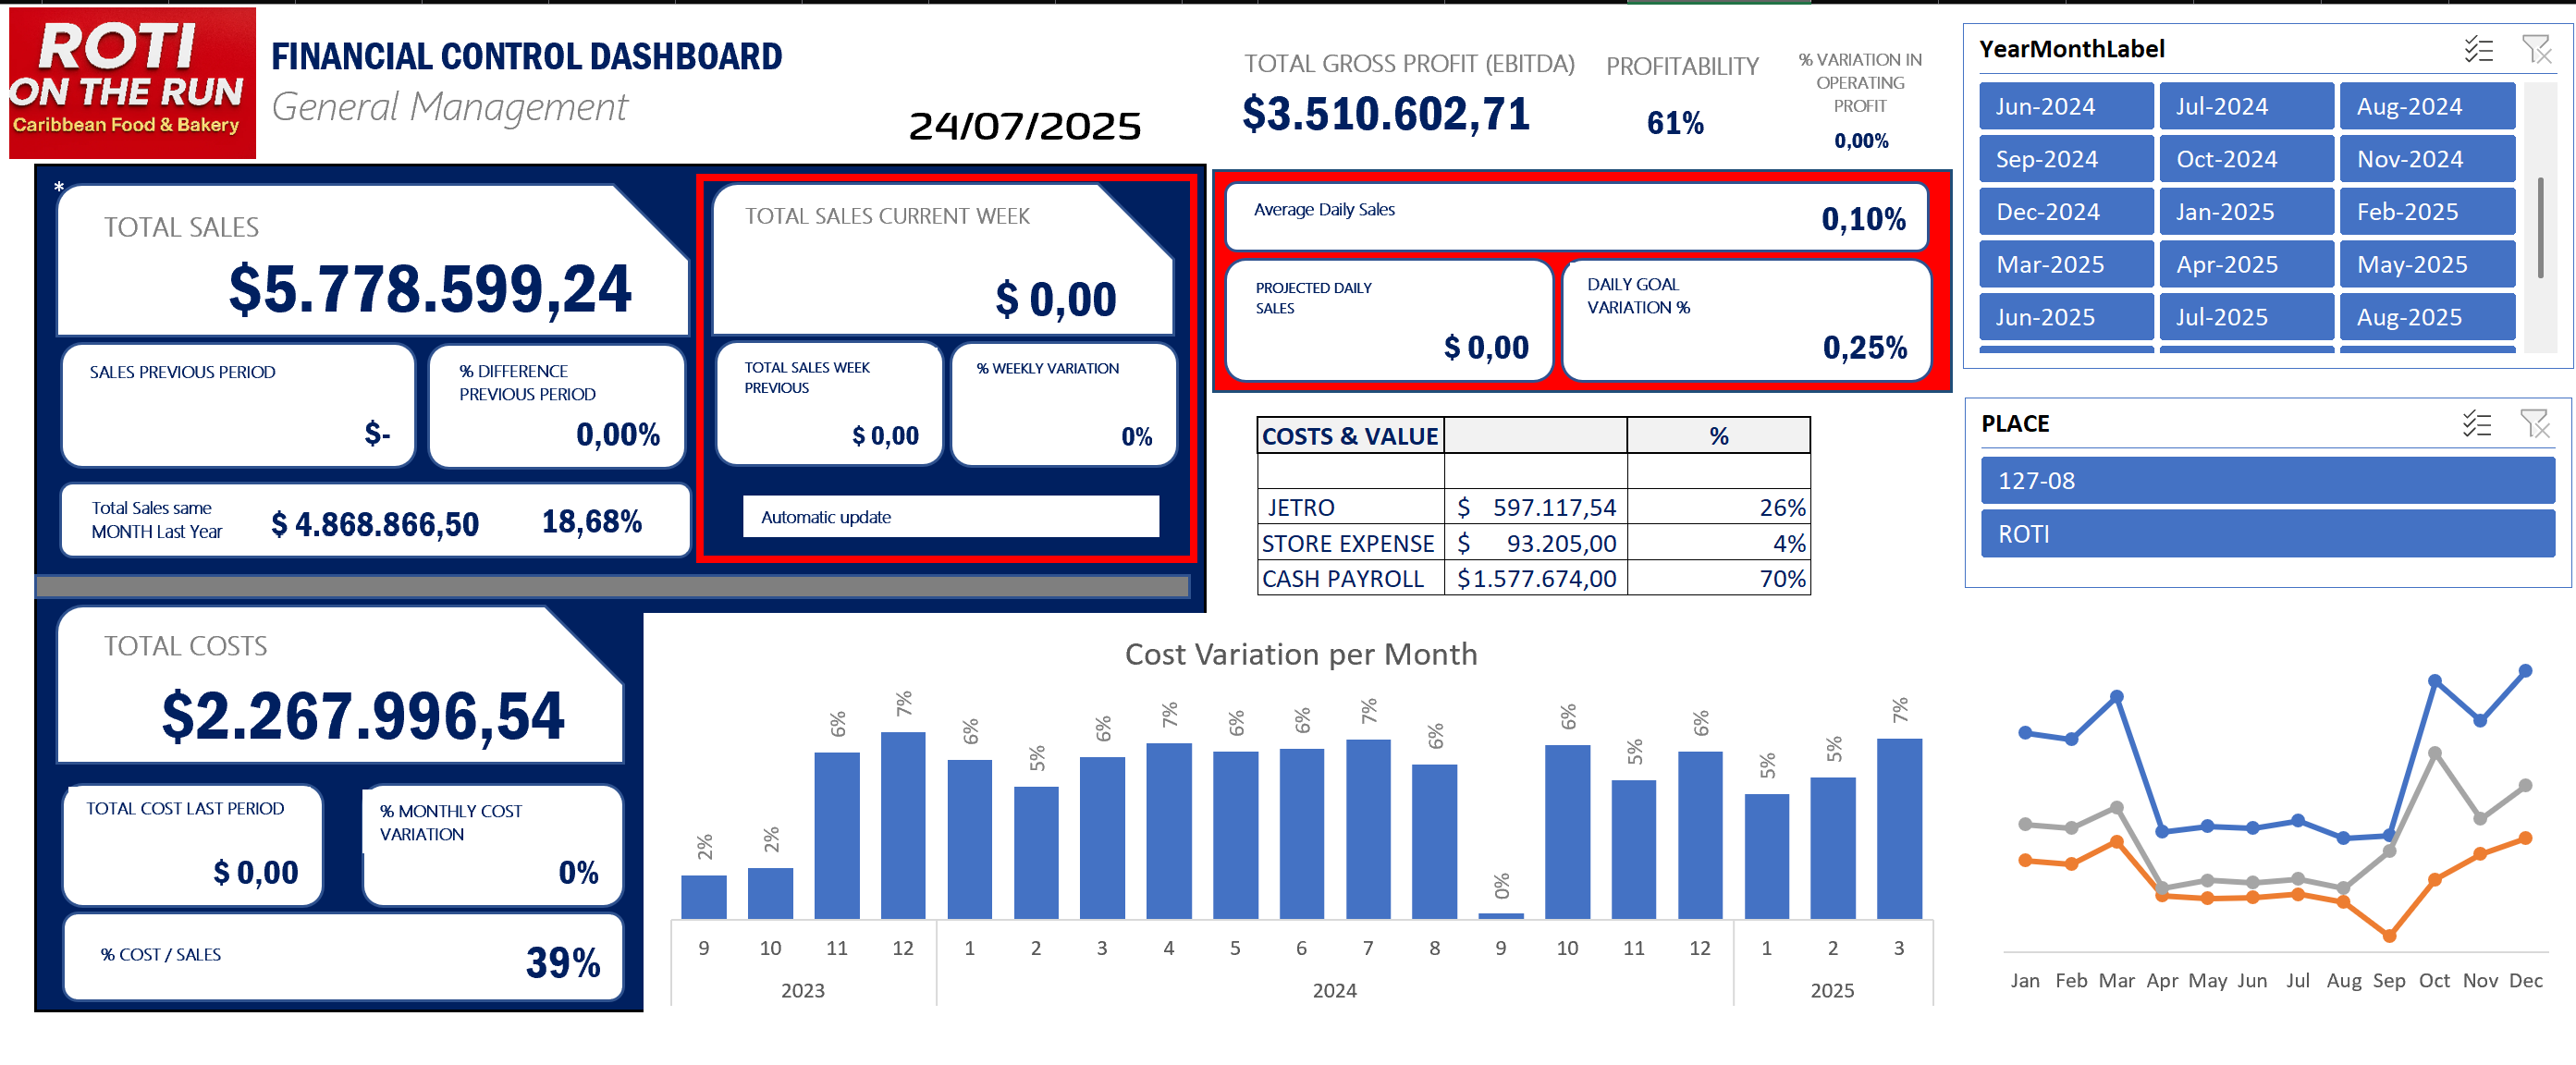 ROTI
ON THE RUN
Caribbean Food & Bakery
FINANCIAL CONTROL DASHBOARD
General Management
24/07/2025
TOTAL GROSS PROFIT (EBITDA)
$3.510.602,71
PROFITABILITY
61%
% VARIATION IN
OPERATING
PROFIT
0,00%
*
TOTAL SALES
$5.778.599,24
SALES PREVIOUS PERIOD
$-
% DIFFERENCE
PREVIOUS PERIOD
0,00%
Total Sales same
MONTH Last Year
$ 4.868.866,50
18,68%
TOTAL SALES CURRENT WEEK
$ 0,00
TOTAL SALES WEEK
PREVIOUS
$ 0,00
% WEEKLY VARIATION
0%
Automatic update
Average Daily Sales
0,10%
PROJECTED DAILY
SALES
$ 0,00
DAILY GOAL
VARIATION %
0,25%
COSTS & VALUE %
JETRO $ 597.117,54 26%
STORE EXPENSE $ 93.205,00 4%
CASH PAYROLL $1.577.674,00 70%
YearMonthLabel
Jun-2024 Jul-2024 Aug-2024
Sep-2024 Oct-2024 Nov-2024
Dec-2024 Jan-2025 Feb-2025
Mar-2025 Apr-2025 May-2025
Jun-2025 Jul-2025 Aug-2025
PLACE
127-08
ROTI
TOTAL COSTS
$2.267.996,54
TOTAL COST LAST PERIOD
$ 0,00
% MONTHLY COST
VARIATION
0%
% COST / SALES
39%
Cost Variation per Month
2% 2% 6% 7% 6% 5% 6% 7% 6% 6% 7% 6% 0% 6% 5% 6% 5% 5% 7%
9 10 11 12 1 2 3 4 5 6 7 8 9 10 11 12 1 2 3
2023 2024 2025
Jan Feb Mar Apr May Jun Jul Aug Sep Oct Nov Dec